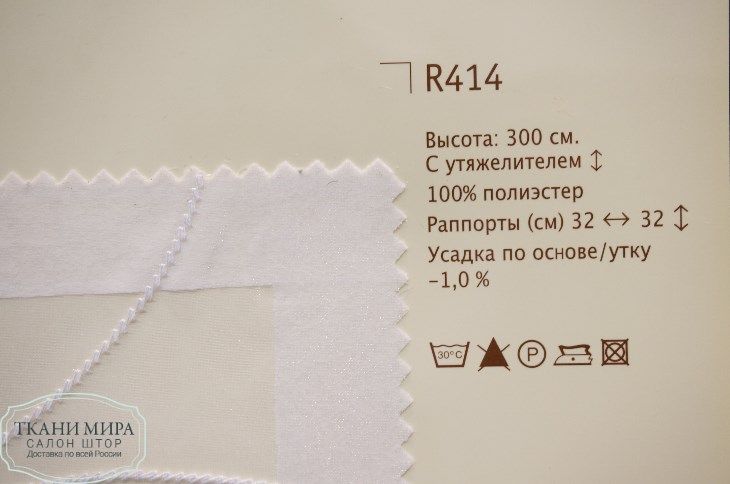 R414
Высота: 300 см.
С утяжелителем ↕
100% полиэстер
Раппорты (см) 32 ↔ 32 ↕
Усадка по основе/утку
–1,0 %
30°C
P
ТКАНИ МИРА
САЛОН ШТОР
Доставка по всей России